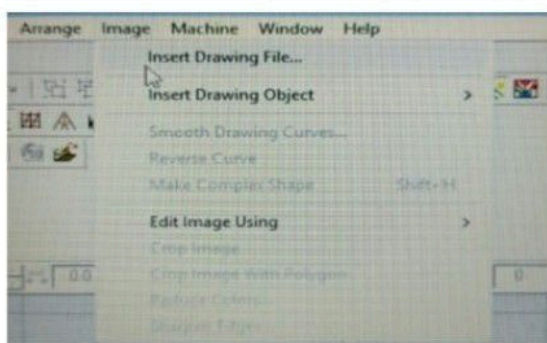 Arrange Image Machine Window Help
Insert Drawing File...
Insert Drawing Object >
Smooth Drawing Curves...
Reverse Curve
Make Complex Shape Shift+H
Edit Image Using >
Crop Image
Crop Image With Polygon...
Reduce Colors...
Sharpen Edges
0.0
0